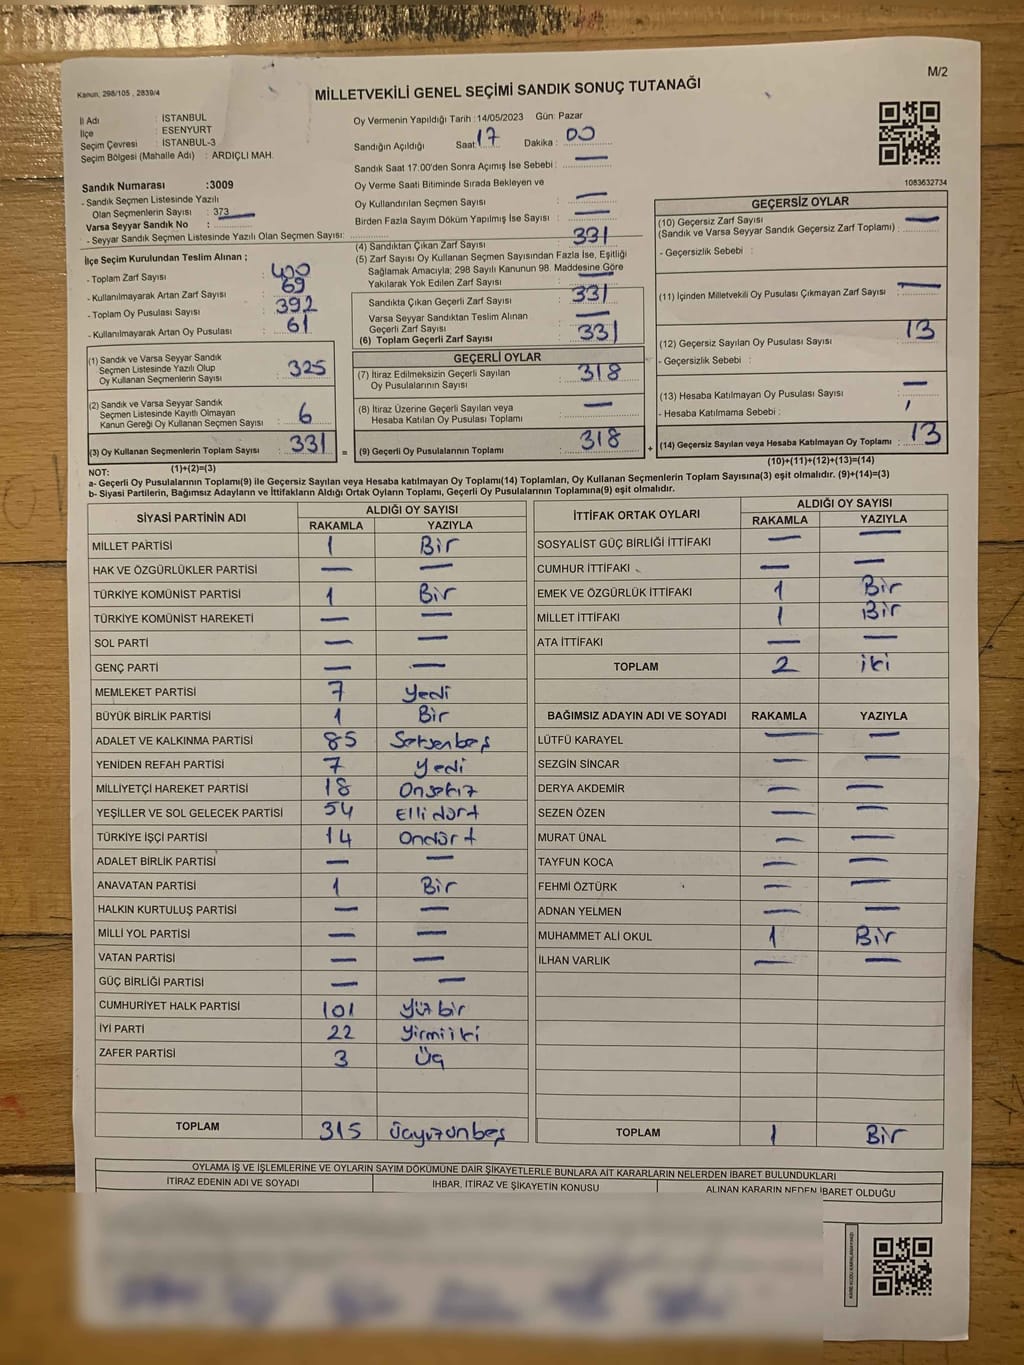 Kanun, 298/105 , 2839/4
MİLLETVEKİLİ GENEL SEÇİMİ SANDIK SONUÇ TUTANAĞI
M/2
İl Adı : İSTANBUL
İlçe : ESENYURT
Seçim Çevresi : İSTANBUL-3
Seçim Bölgesi (Mahalle Adı) : ARDIÇLI MAH.
Sandık Numarası :3009
- Sandık Seçmen Listesinde Yazılı
Olan Seçmenlerin Sayısı : 373
Varsa Seyyar Sandık No :
- Seyyar Sandık Seçmen Listesinde Yazılı Olan Seçmen Sayısı:
Oy Vermenin Yapıldığı Tarih :14/05/2023 Gün: Pazar
Sandığın Açıldığı Saat: 17 Dakika : 00
Sandık Saat 17:00'den Sonra Açımış İse Sebebi : —
Oy Verme Saati Bitiminde Sırada Bekleyen ve
Oy Kullandırılan Seçmen Sayısı : —
Birden Fazla Sayım Döküm Yapılmış İse Sayısı : —
1083632734
İlçe Seçim Kurulundan Teslim Alınan ;
- Toplam Zarf Sayısı : 400
- Kullanılmayarak Artan Zarf Sayısı : 69
- Toplam Oy Pusulası Sayısı : 392
- Kullanılmayarak Artan Oy Pusulası : 61
(1) Sandık ve Varsa Seyyar Sandık
Seçmen Listesinde Yazılı Olup
Oy Kullanan Seçmenlerin Sayısı : 325
(2) Sandık ve Varsa Seyyar Sandık
Seçmen Listesinde Kayıtlı Olmayan
Kanun Gereği Oy Kullanan Seçmen Sayısı : 6
(3) Oy Kullanan Seçmenlerin Toplam Sayısı : 331
(1)+(2)=(3)
(4) Sandıktan Çıkan Zarf Sayısı : 331
(5) Zarf Sayısı Oy Kullanan Seçmen Sayısından Fazla İse, Eşitliği
Sağlamak Amacıyla; 298 Sayılı Kanunun 98. Maddesine Göre
Yakılarak Yok Edilen Zarf Sayısı : —
Sandıkta Çıkan Geçerli Zarf Sayısı : 331
Varsa Seyyar Sandıktan Teslim Alınan
Geçerli Zarf Sayısı : —
(6) Toplam Geçerli Zarf Sayısı : 331
GEÇERLİ OYLAR
(7) İtiraz Edilmeksizin Geçerli Sayılan
Oy Pusulalarının Sayısı : 318
(8) İtiraz Üzerine Geçerli Sayılan veya
Hesaba Katılan Oy Pusulası Toplamı : —
= (9) Geçerli Oy Pusulalarının Toplamı : 318 +
GEÇERSİZ OYLAR
(10) Geçersiz Zarf Sayısı
(Sandık ve Varsa Seyyar Sandık Geçersiz Zarf Toplamı) : —
- Geçersizlik Sebebi :
(11) İçinden Milletvekili Oy Pusulası Çıkmayan Zarf Sayısı : —
(12) Geçersiz Sayılan Oy Pusulası Sayısı : 13
- Geçersizlik Sebebi :
(13) Hesaba Katılmayan Oy Pusulası Sayısı : —
- Hesaba Katılmama Sebebi :
(14) Geçersiz Sayılan veya Hesaba Katılmayan Oy Toplamı : 13
(10)+(11)+(12)+(13)=(14)
NOT:
a- Geçerli Oy Pusulalarının Toplamı(9) ile Geçersiz Sayılan veya Hesaba katılmayan Oy Toplamı(14) Toplamları, Oy Kullanan Seçmenlerin Toplam Sayısına(3) eşit olmalıdır. (9)+(14)=(3)
b- Siyasi Partilerin, Bağımsız Adayların ve İttifakların Aldığı Ortak Oyların Toplamı, Geçerli Oy Pusulalarının Toplamına(9) eşit olmalıdır.
SİYASİ PARTİNİN ADI ALDIĞI OY SAYISI
RAKAMLA YAZIYLA
MİLLET PARTİSİ 1 Bir
HAK VE ÖZGÜRLÜKLER PARTİSİ — —
TÜRKİYE KOMÜNİST PARTİSİ 1 Bir
TÜRKİYE KOMÜNİST HAREKETİ — —
SOL PARTİ — —
GENÇ PARTİ — —
MEMLEKET PARTİSİ 7 Yedi
BÜYÜK BİRLİK PARTİSİ 1 Bir
ADALET VE KALKINMA PARTİSİ 85 Seksenbeş
YENİDEN REFAH PARTİSİ 7 Yedi
MİLLİYETÇİ HAREKET PARTİSİ 18 Onsekiz
YEŞİLLER VE SOL GELECEK PARTİSİ 54 Ellidört
TÜRKİYE İŞÇİ PARTİSİ 14 Ondört
ADALET BİRLİK PARTİSİ — —
ANAVATAN PARTİSİ 1 Bir
HALKIN KURTULUŞ PARTİSİ — —
MİLLİ YOL PARTİSİ — —
VATAN PARTİSİ — —
GÜÇ BİRLİĞİ PARTİSİ — —
CUMHURİYET HALK PARTİSİ 101 Yüz bir
İYİ PARTİ 22 Yirmiiki
ZAFER PARTİSİ 3 Üç
TOPLAM 315 Üçyüzonbeş
İTTİFAK ORTAK OYLARI ALDIĞI OY SAYISI
RAKAMLA YAZIYLA
SOSYALİST GÜÇ BİRLİĞİ İTTİFAKI — —
CUMHUR İTTİFAKI — —
EMEK VE ÖZGÜRLÜK İTTİFAKI 1 Bir
MİLLET İTTİFAKI 1 Bir
ATA İTTİFAKI — —
TOPLAM 2 iki
BAĞIMSIZ ADAYIN ADI VE SOYADI RAKAMLA YAZIYLA
LÜTFÜ KARAYEL — —
SEZGİN SİNCAR — —
DERYA AKDEMİR — —
SEZEN ÖZEN — —
MURAT ÜNAL — —
TAYFUN KOCA — —
FEHMİ ÖZTÜRK — —
ADNAN YELMEN — —
MUHAMMET ALİ OKUL 1 Bir
İLHAN VARLIK — —
TOPLAM 1 Bir
OYLAMA İŞ VE İŞLEMLERİNE VE OYLARIN SAYIM DÖKÜMÜNE DAİR ŞİKAYETLERLE BUNLARA AİT KARARLARIN NELERDEN İBARET BULUNDUKLARI
İTİRAZ EDENİN ADI VE SOYADI İHBAR, İTİRAZ VE ŞİKAYETİN KONUSU ALINAN KARARIN NEDEN İBARET OLDUĞU